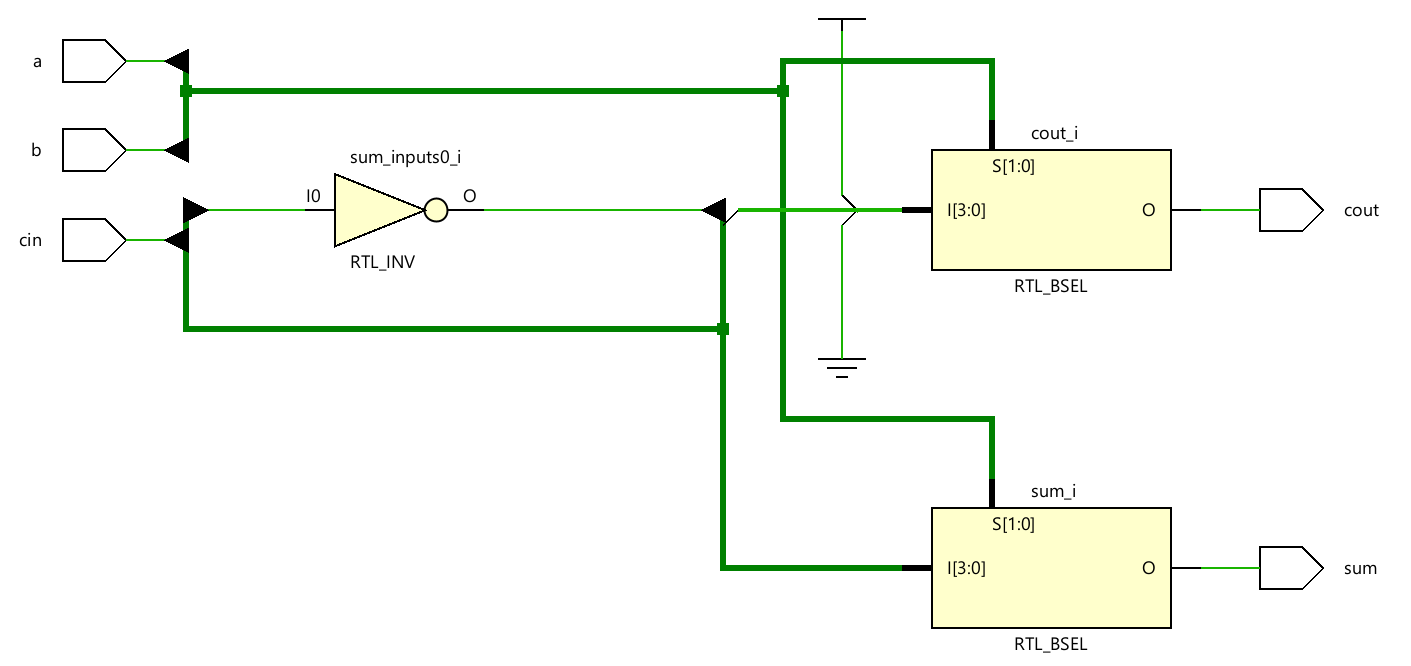 a
b
cin
sum_inputs0_i
I0
O
RTL_INV
cout_i
S[1:0]
I[3:0]
O
RTL_BSEL
cout
sum_i
S[1:0]
I[3:0]
O
RTL_BSEL
sum